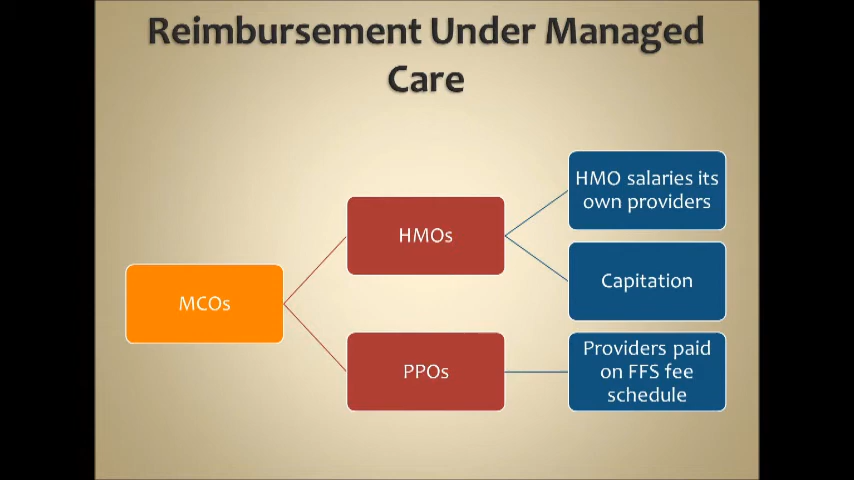 Reimbursement Under Managed
Care
MCOs
HMOs
PPOs
HMO salaries its
own providers
Capitation
Providers paid
on FFS fee
schedule